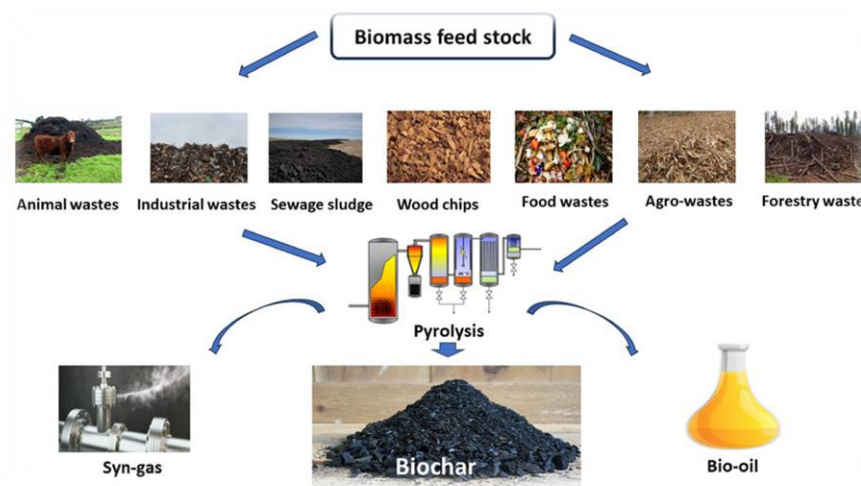 Biomass feed stock
Animal wastes
Industrial wastes
Sewage sludge
Wood chips
Food wastes
Agro-wastes
Forestry waste
Pyrolysis
Syn-gas
Biochar
Bio-oil